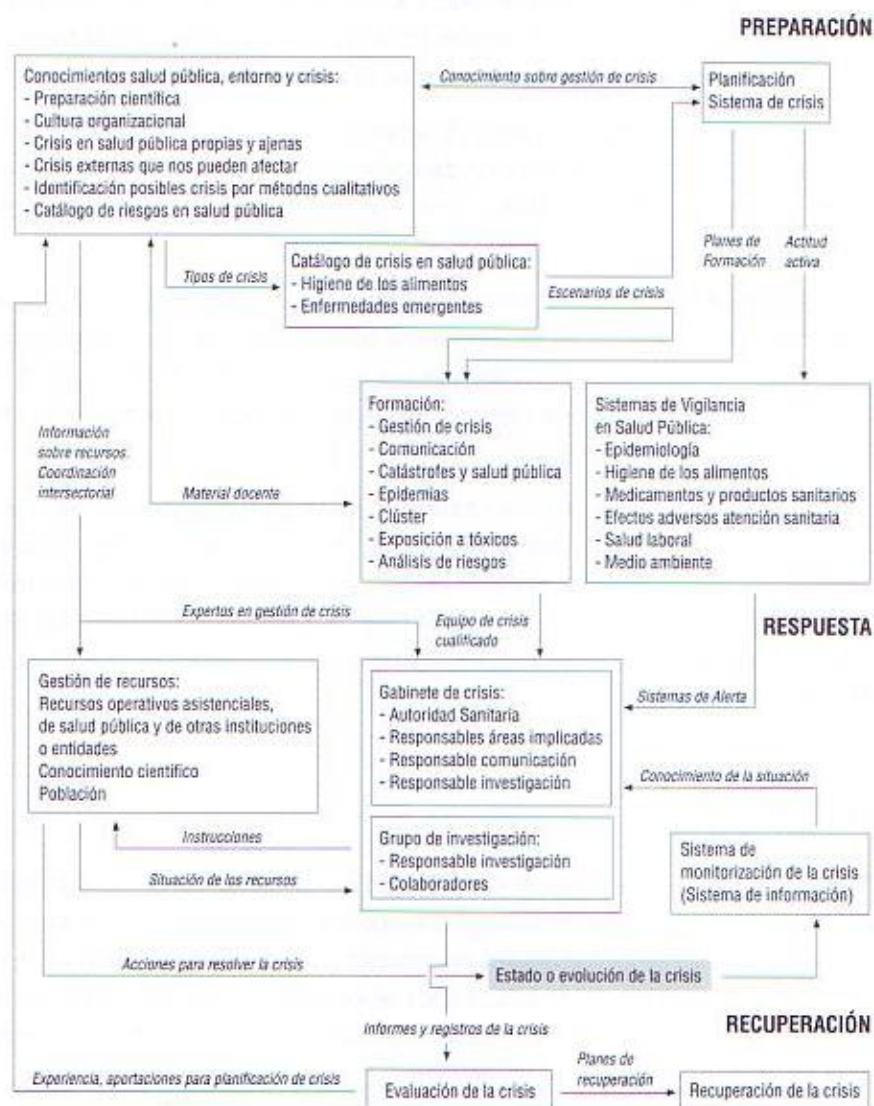 PREPARACIÓN
Conocimientos salud pública, entorno y crisis:
- Preparación científica
- Cultura organizacional
- Crisis en salud pública propias y ajenas
- Crisis externas que nos pueden afectar
- Identificación posibles crisis por métodos cualitativos
- Catálogo de riesgos en salud pública
Conocimiento sobre gestión de crisis
Planificación
Sistema de crisis
Tipos de crisis
Catálogo de crisis en salud pública:
- Higiene de los alimentos
- Enfermedades emergentes
Escenarios de crisis
Planes de
Formación
Actitud
activa
Información
sobre recursos.
Coordinación
intersectorial
Material docente
Formación:
- Gestión de crisis
- Comunicación
- Catástrofes y salud pública
- Epidemias
- Clúster
- Exposición a tóxicos
- Análisis de riesgos
Sistemas de Vigilancia
en Salud Pública:
- Epidemiología
- Higiene de los alimentos
- Medicamentos y productos sanitarios
- Efectos adversos atención sanitaria
- Salud laboral
- Medio ambiente
Expertos en gestión de crisis
Equipo de crisis
cualificado
RESPUESTA
Gestión de recursos:
Recursos operativos asistenciales,
de salud pública y de otras instituciones
o entidades
Conocimiento científico
Población
Gabinete de crisis:
- Autoridad Sanitaria
- Responsables áreas implicadas
- Responsable comunicación
- Responsable investigación
Sistemas de Alerta
Conocimiento de la situación
Instrucciones
Situación de los recursos
Grupo de investigación:
- Responsable investigación
- Colaboradores
Sistema de
monitorización de la crisis
(Sistema de información)
Acciones para resolver la crisis
Estado o evolución de la crisis
RECUPERACIÓN
Informes y registros de la crisis
Experiencia, aportaciones para planificación de crisis
Evaluación de la crisis
Planes de
recuperación
Recuperación de la crisis